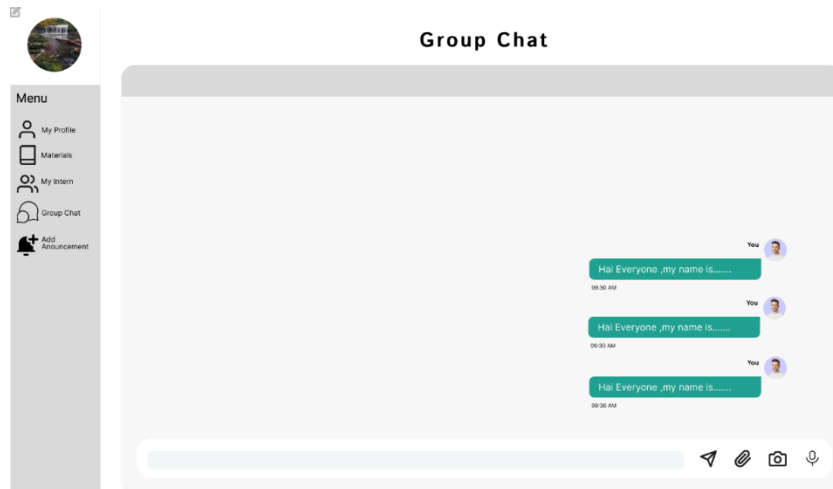 Group Chat
Menu
My Profile
Materials
My Intern
Group Chat
Add
Anouncement
You
Hai Everyone ,my name is.......
09:30 AM
You
Hai Everyone ,my name is.......
09:30 AM
You
Hai Everyone ,my name is.......
09:30 AM